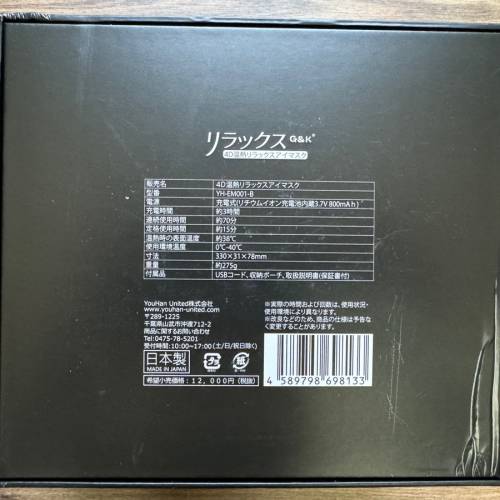 リラックス G&K®
4D温熱リラックスアイマスク
販売名 4D温熱リラックスアイマスク
型番 YH-EM001-B
電源 充電式(リチウムイオン充電池内蔵3.7V 800mAh)
充電時間 約3時間
連続使用時間 約70分
定格使用時間 約15分
温熱時の表面温度 約38℃
使用環境温度 0℃-40℃
寸法 330×31×78mm
重量 約275g
付属品 USBコード、収納ポーチ、取扱説明書(保証書付)
YouHan United株式会社
www.youhan-united.com
〒289-1225
千葉県山武市沖渡712-2
商品に関するお問い合わせ
Tel:0475-78-5201
受付時間10:00~17:00(土/日/祝日除く)
※実際の時間および回数は、使用状況・
使用環境により異なります。
※改良などのため、商品の仕様は予告な
く変更することがあります。
日本製
MADE IN JAPAN
プラ
紙
希望小売価格:12,000円(税抜)
4589798698133